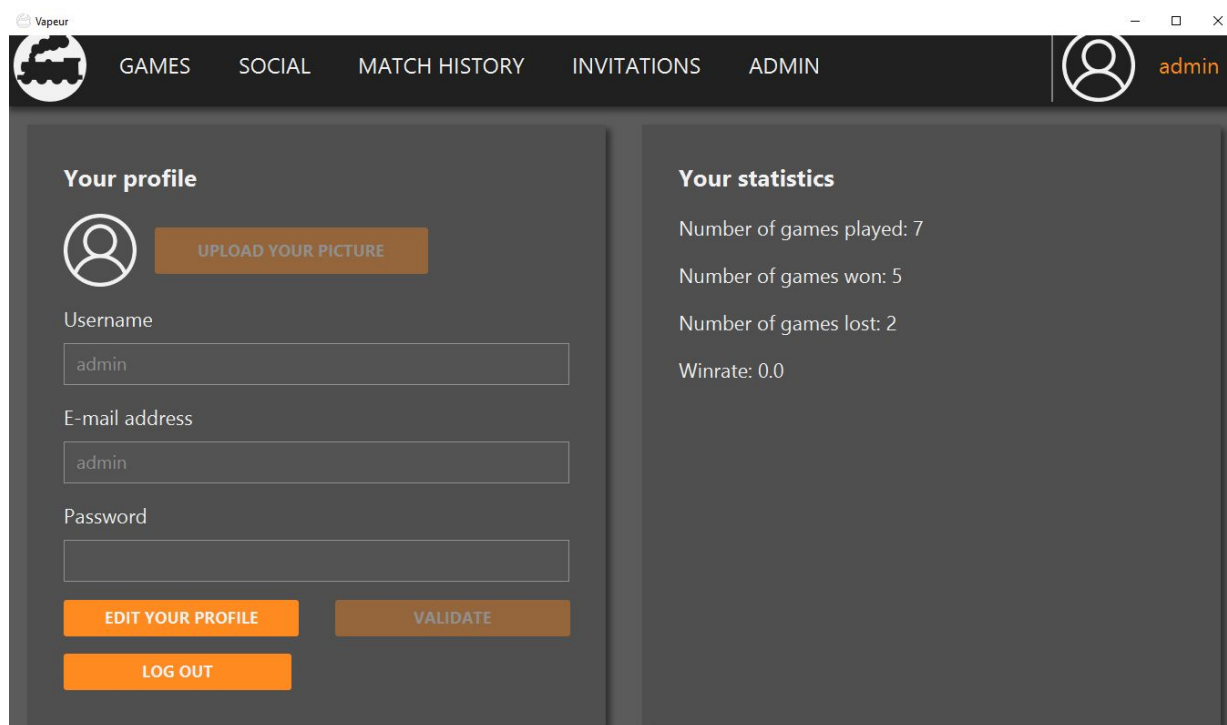 Vapeur
GAMES SOCIAL MATCH HISTORY INVITATIONS ADMIN admin
Your profile
UPLOAD YOUR PICTURE
Username
admin
E-mail address
admin
Password
EDIT YOUR PROFILE VALIDATE
LOG OUT
Your statistics
Number of games played: 7
Number of games won: 5
Number of games lost: 2
Winrate: 0.0